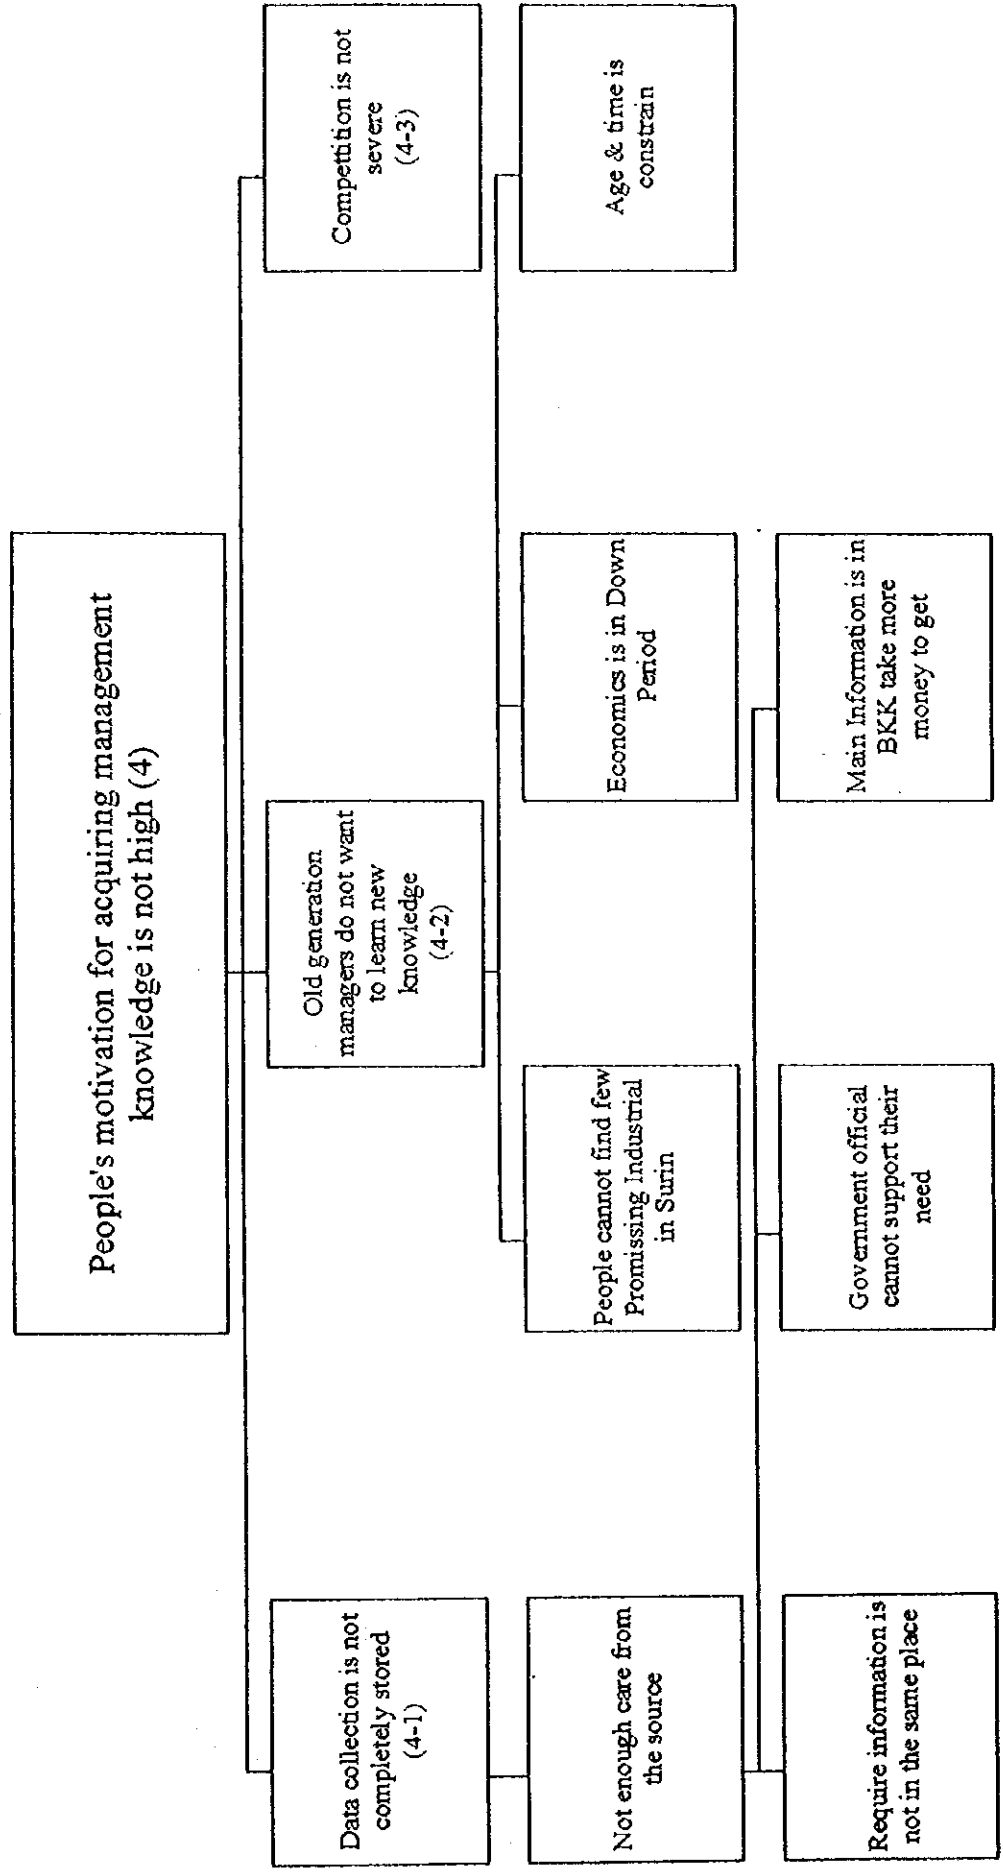 People's motivation for acquiring management
knowledge is not high (4)
Data collection is not
completely stored
(4-1)
Old generation
managers do not want
to learn new
knowledge
(4-2)
Competition is not
severe
(4-3)
Not enough care from
the source
People cannot find few
Promissing Industrial
in Surin
Economics is in Down
Period
Age & time is
constrain
Require information is
not in the same place
Government official
cannot support their
need
Main Information is in
BKK take more
money to get